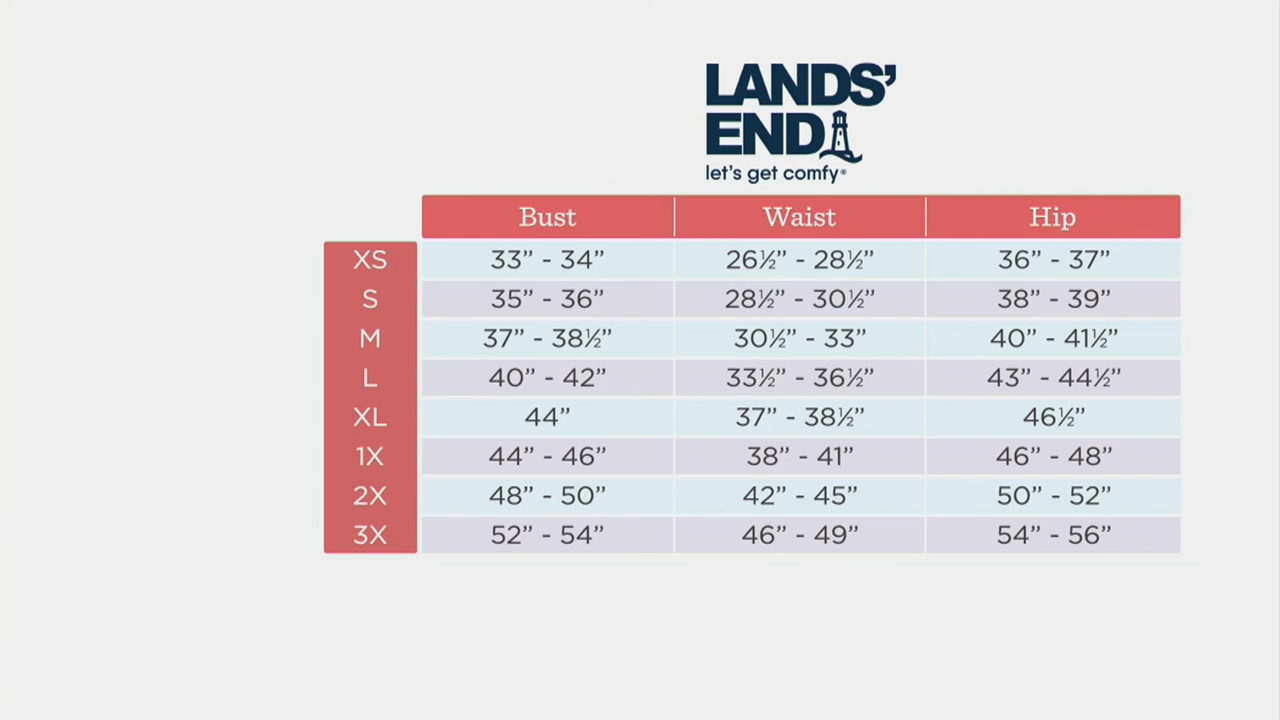 LANDS’
END
let's get comfy®
Bust Waist Hip
XS 33” - 34” 26½” - 28½” 36” - 37”
S 35” - 36” 28½” - 30½” 38” - 39”
M 37” - 38½” 30½” - 33” 40” - 41½”
L 40” - 42” 33½” - 36½” 43” - 44½”
XL 44” 37” - 38½” 46½”
1X 44” - 46” 38” - 41” 46” - 48”
2X 48” - 50” 42” - 45” 50” - 52”
3X 52” - 54” 46” - 49” 54” - 56”